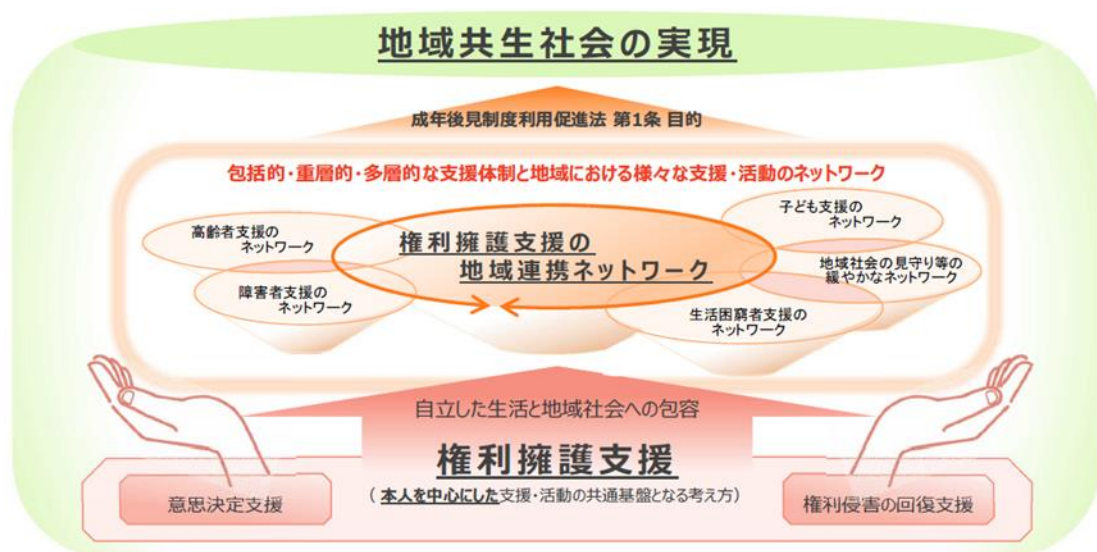 地域共生社会の実現
成年後見制度利用促進法 第1条 目的
包括的・重層的・多層的な支援体制と地域における様々な支援・活動のネットワーク
高齢者支援の
ネットワーク
障害者支援の
ネットワーク
権利擁護支援の
地域連携ネットワーク
子ども支援の
ネットワーク
地域社会の見守り等の
緩やかなネットワーク
生活困窮者支援の
ネットワーク
自立した生活と地域社会への包容
権利擁護支援
(本人を中心にした支援・活動の共通基盤となる考え方)
意思決定支援
権利侵害の回復支援